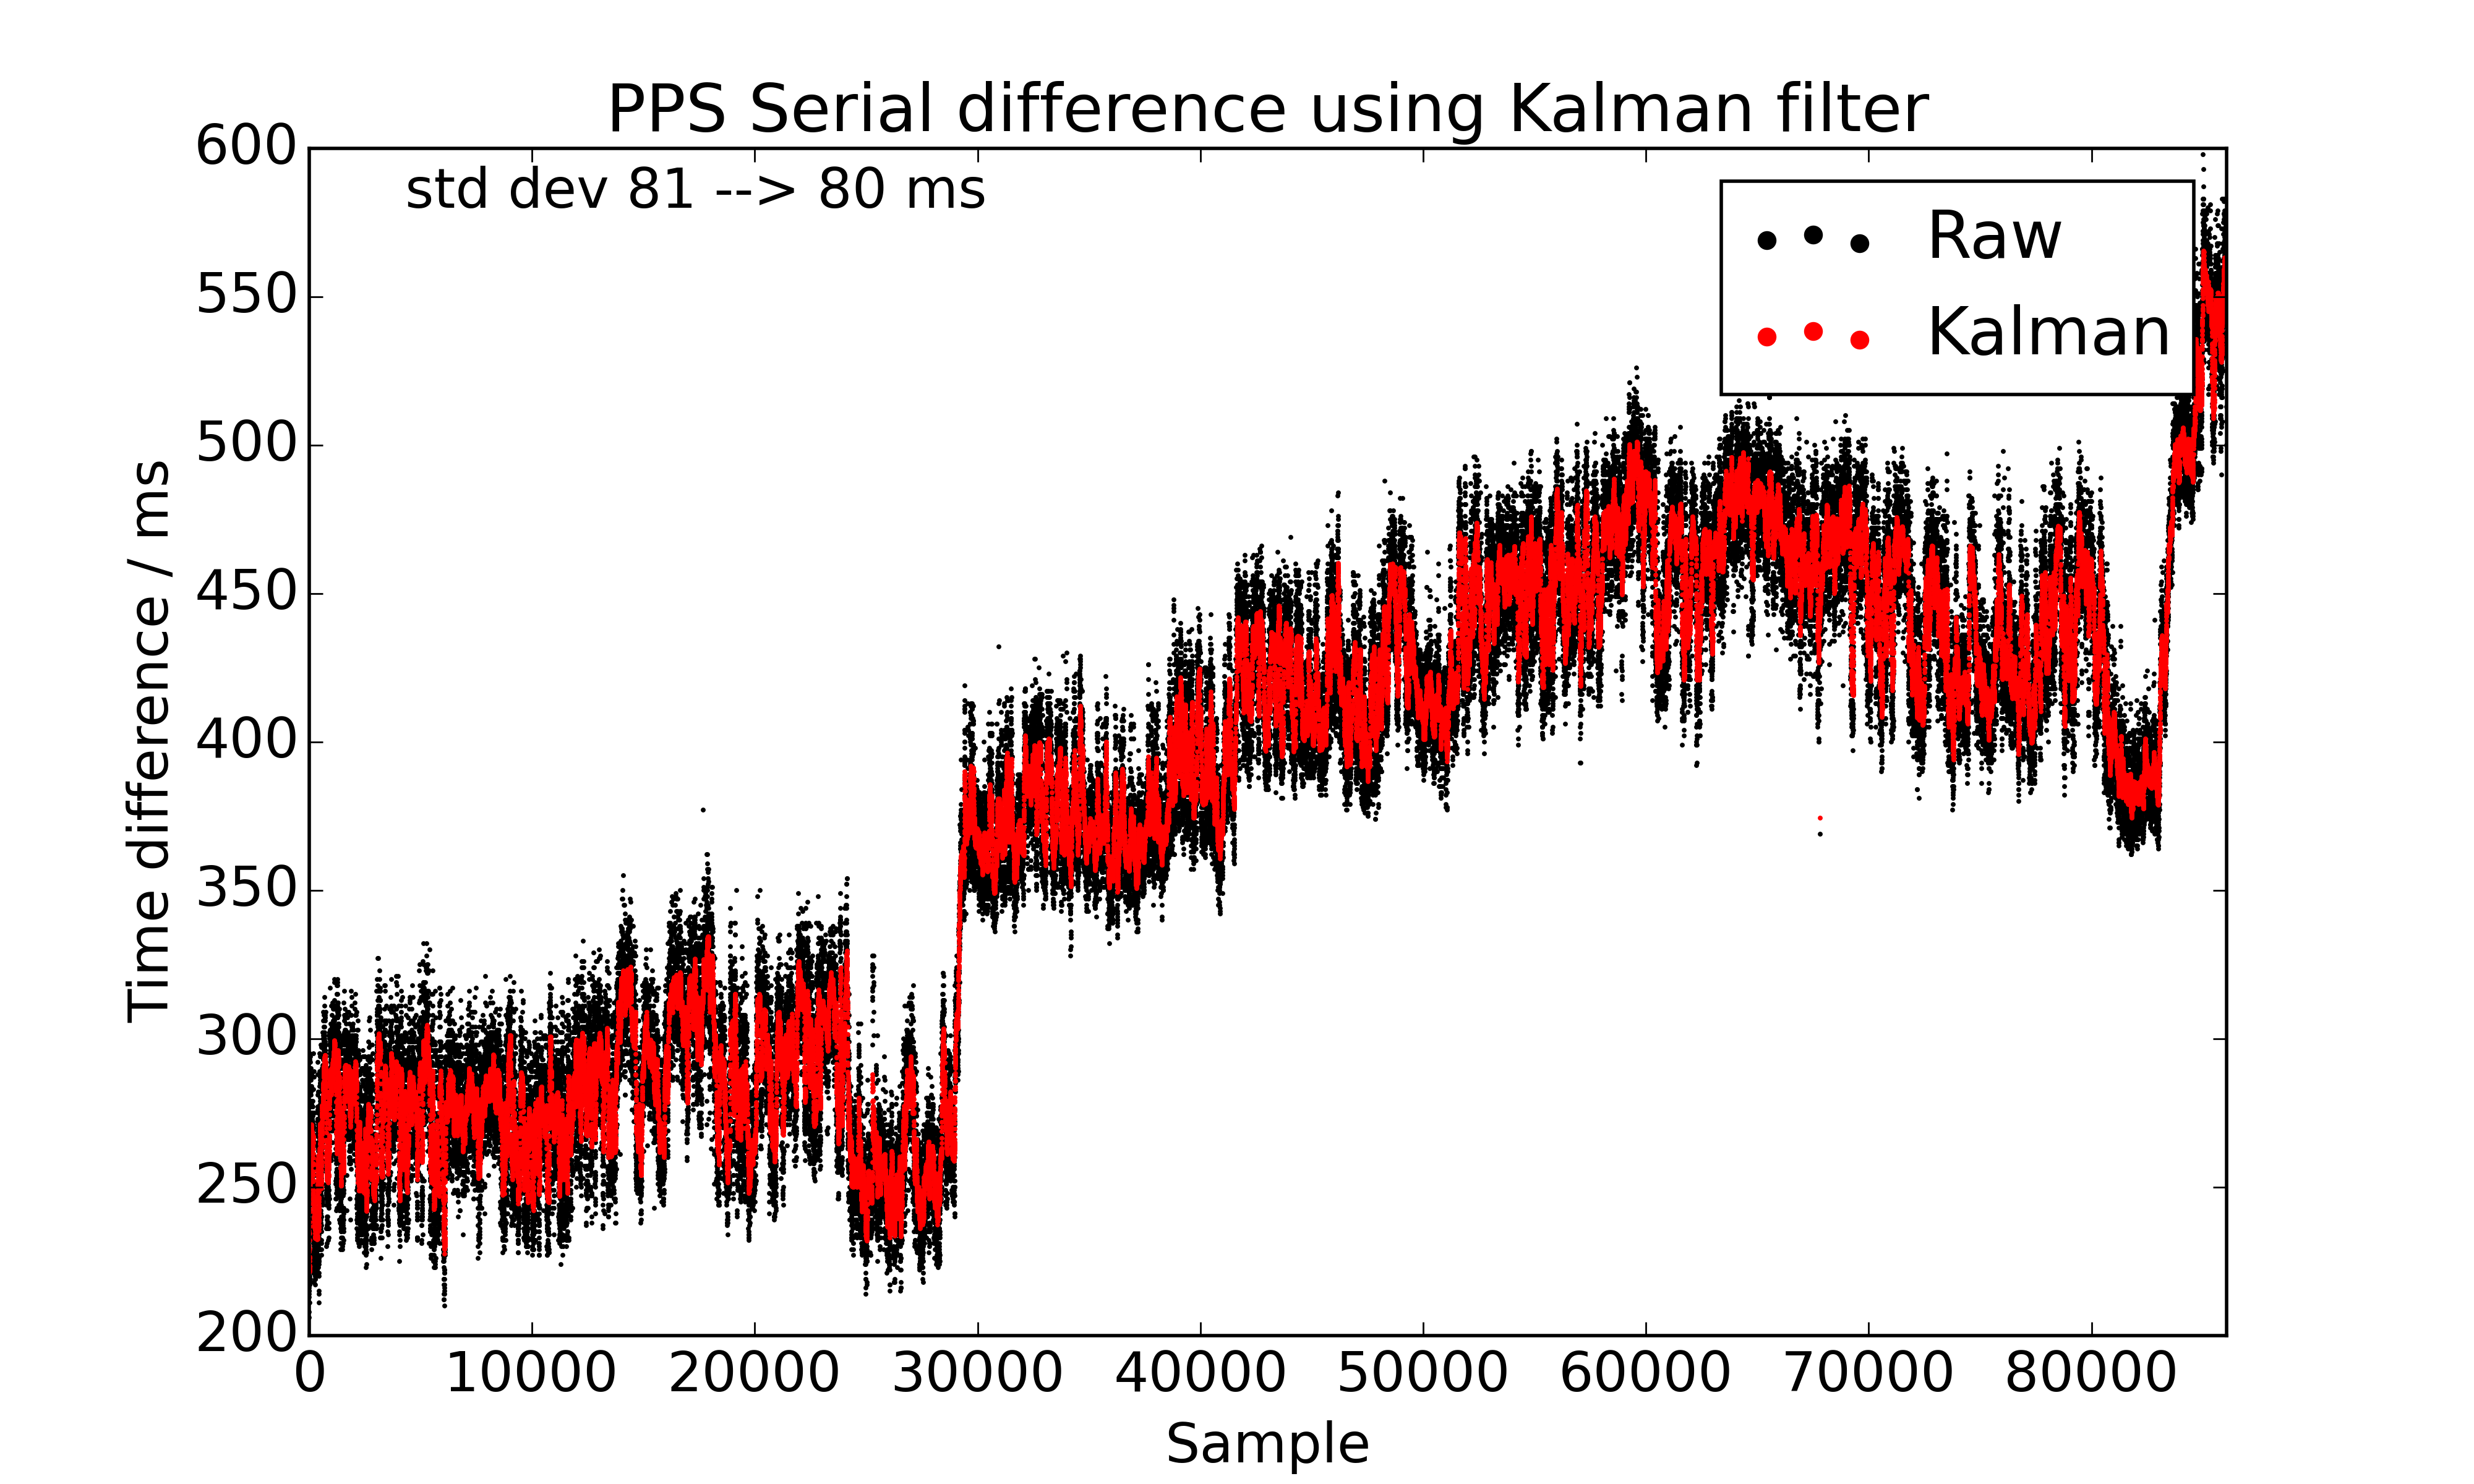 PPS Serial difference using Kalman filter
std dev 81 --> 80 ms
Raw
Kalman
Time difference / ms
600
550
500
450
400
350
300
250
200
0 10000 20000 30000 40000 50000 60000 70000 80000
Sample